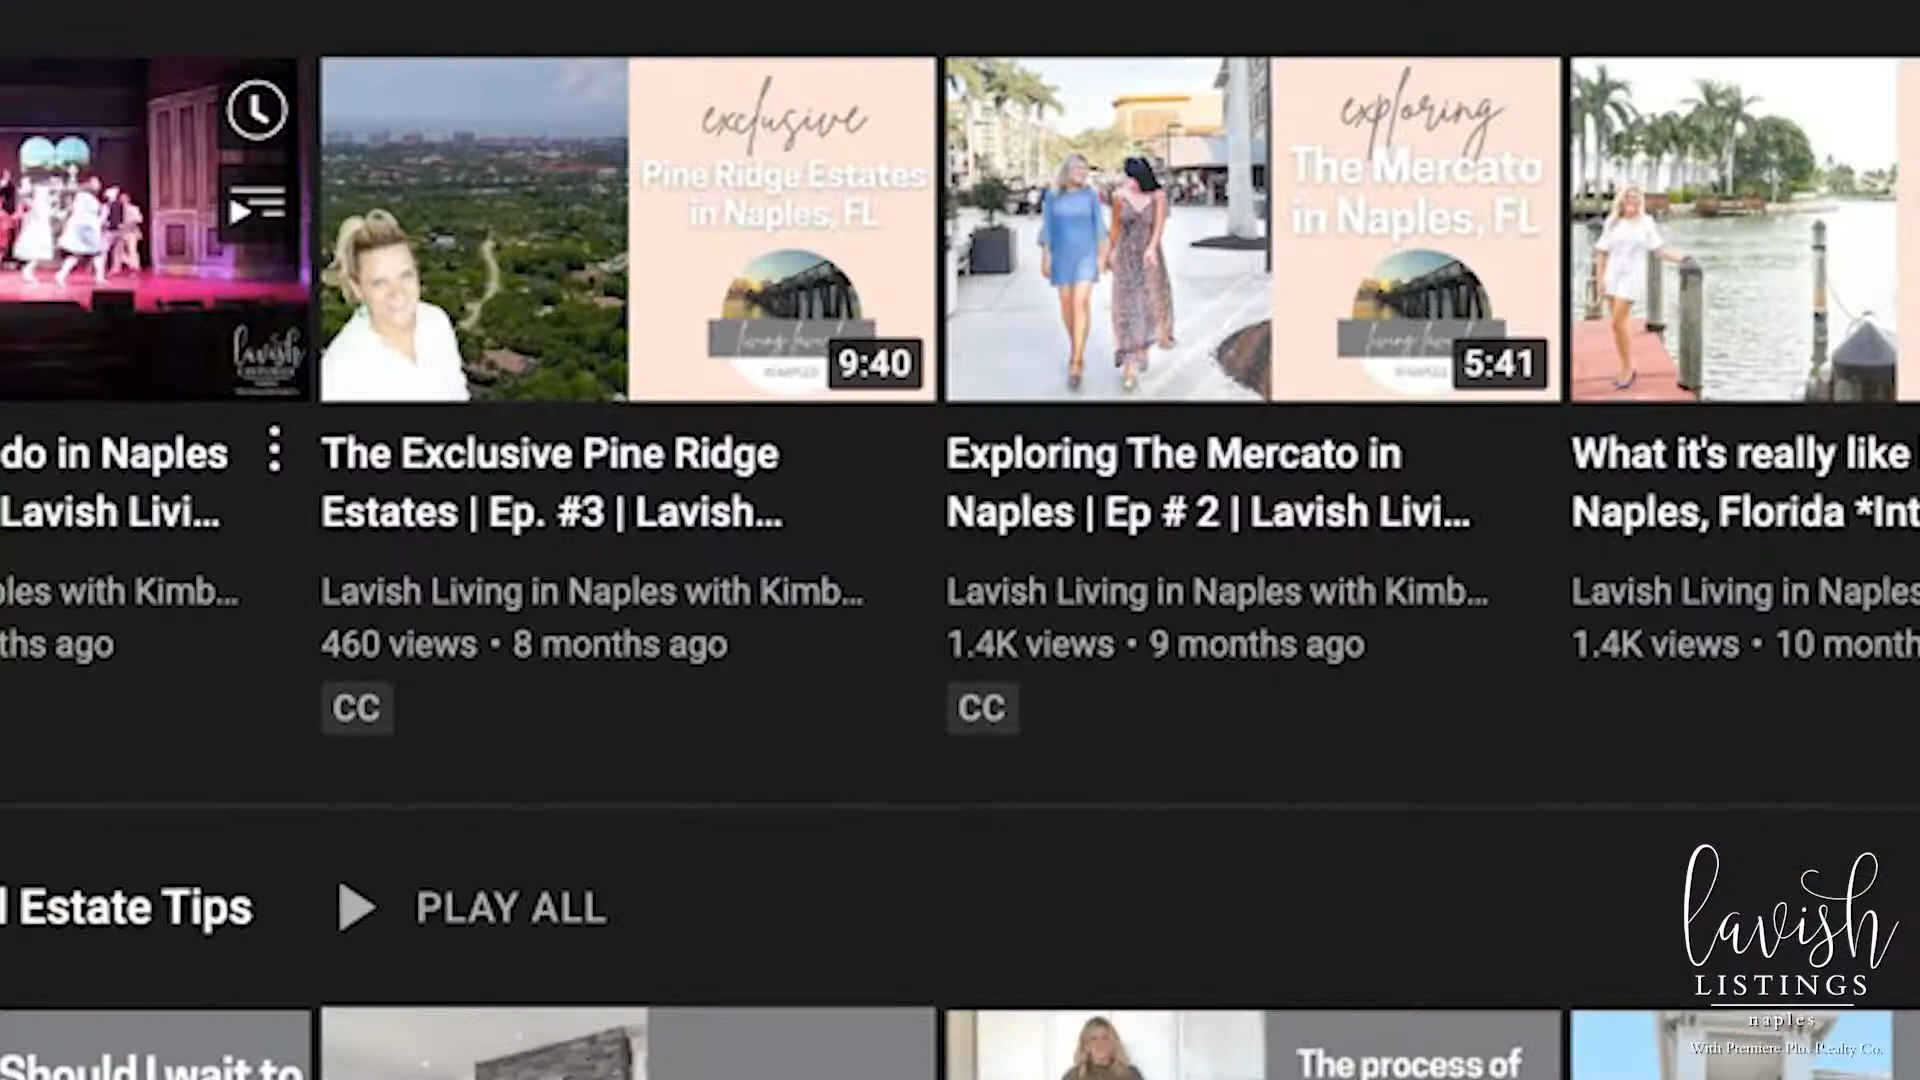 exclusive
Pine Ridge Estates
in Naples, FL
9:40
exploring
The Mercato
in Naples, FL
5:41
lavish
do in Naples
Lavish Livi...
The Exclusive Pine Ridge
Estates | Ep. #3 | Lavish...
Exploring The Mercato in
Naples | Ep # 2 | Lavish Livi...
What it's really like
Naples, Florida *Int
ples with Kimb...
ths ago
Lavish Living in Naples with Kimb...
460 views • 8 months ago
CC
Lavish Living in Naples with Kimb...
1.4K views • 9 months ago
CC
Lavish Living in Naples
1.4K views • 10 month
l Estate Tips
PLAY ALL
lavish
LISTINGS
naples
With Premiere Plus Realty Co.
Should I wait to
The process of